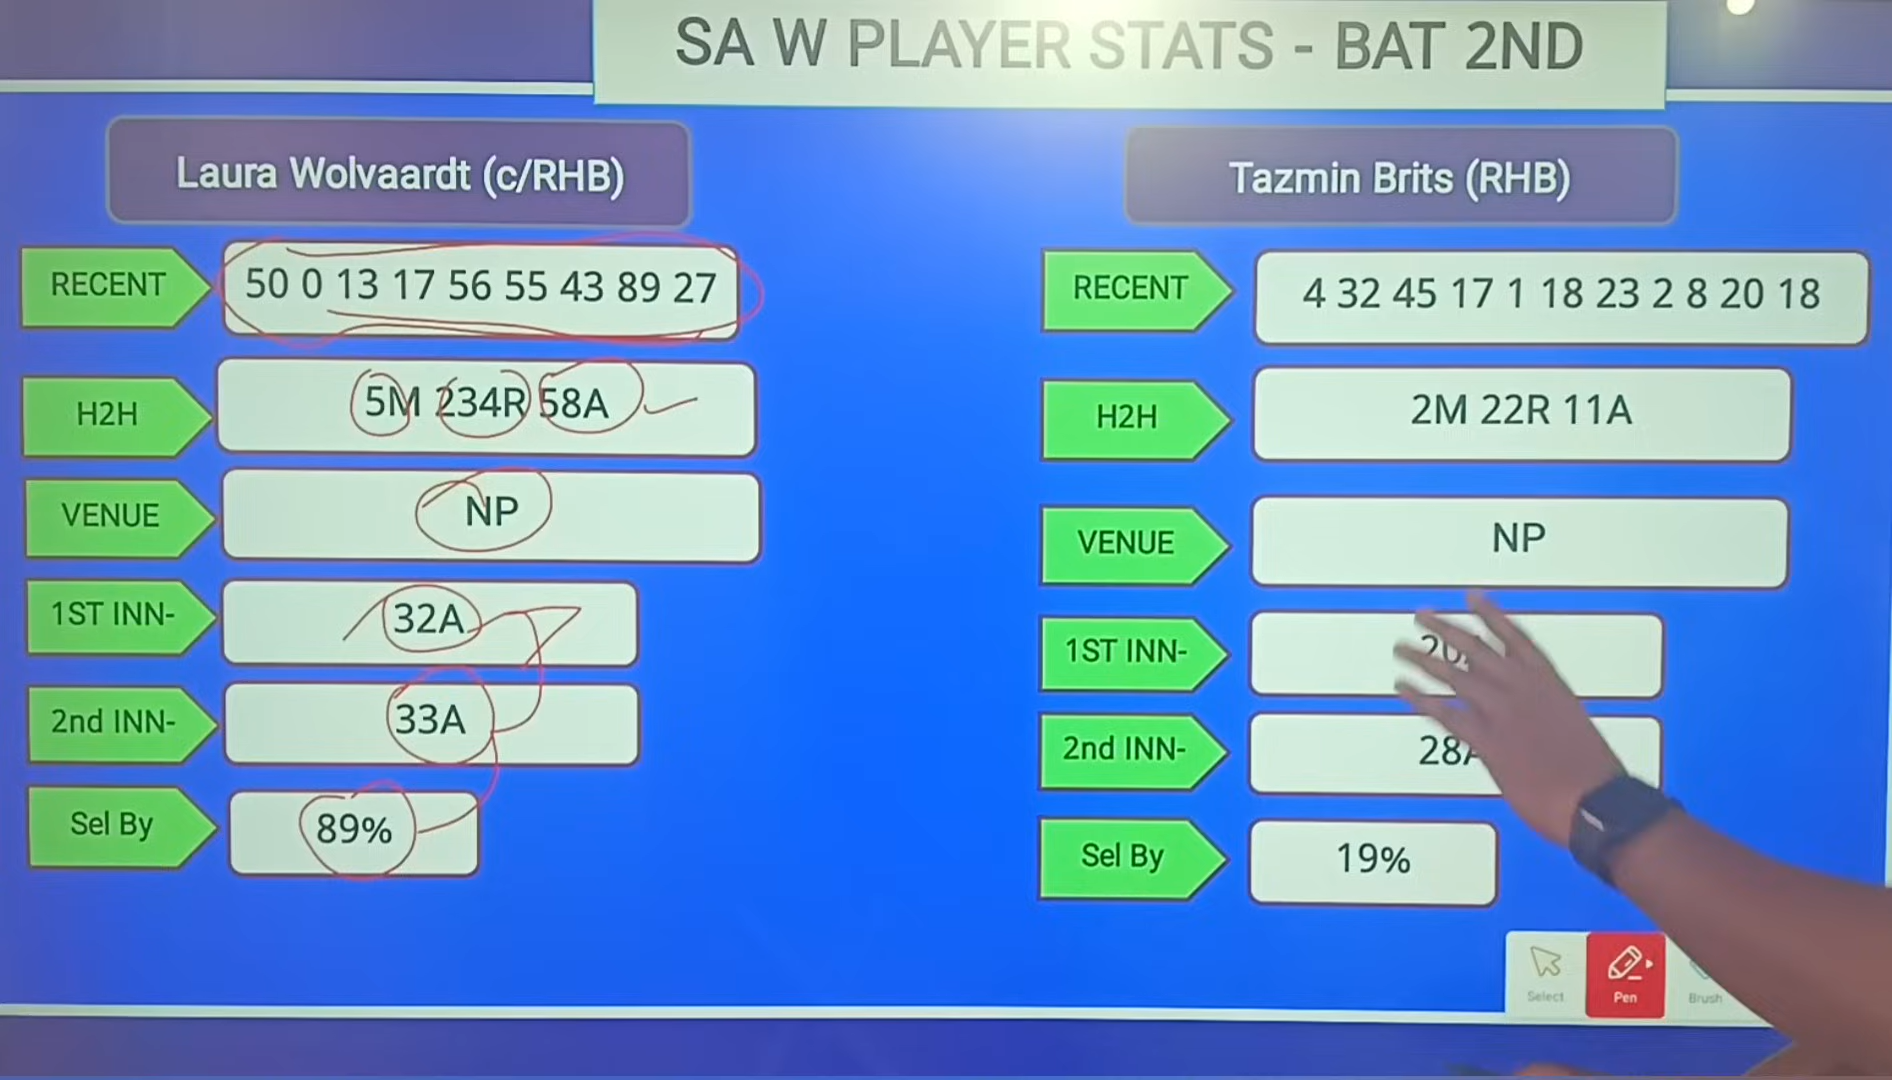 SA W PLAYER STATS - BAT 2ND
Laura Wolvaardt (c/RHB)
RECENT
50 0 13 17 56 55 43 89 27
H2H
5M 234R 58A
VENUE
NP
1ST INN-
32A
2nd INN-
33A
Sel By
89%
Tazmin Brits (RHB)
RECENT
4 32 45 17 1 18 23 2 8 20 18
H2H
2M 22R 11A
VENUE
NP
1ST INN-
2nd INN-
28A
Sel By
19%
Select
Pen
Brush